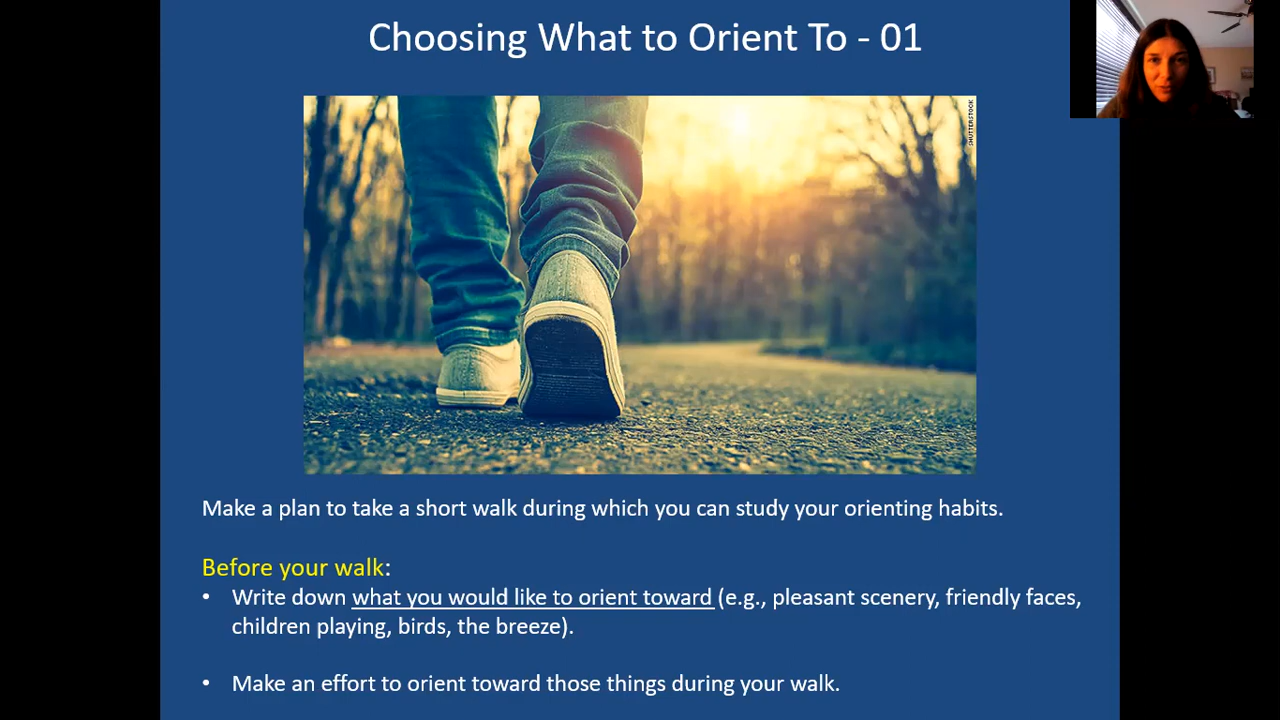 Choosing What to Orient To - 01
SHUTTERSTOCK
Make a plan to take a short walk during which you can study your orienting habits.
Before your walk:
• Write down what you would like to orient toward (e.g., pleasant scenery, friendly faces,
children playing, birds, the breeze).
• Make an effort to orient toward those things during your walk.